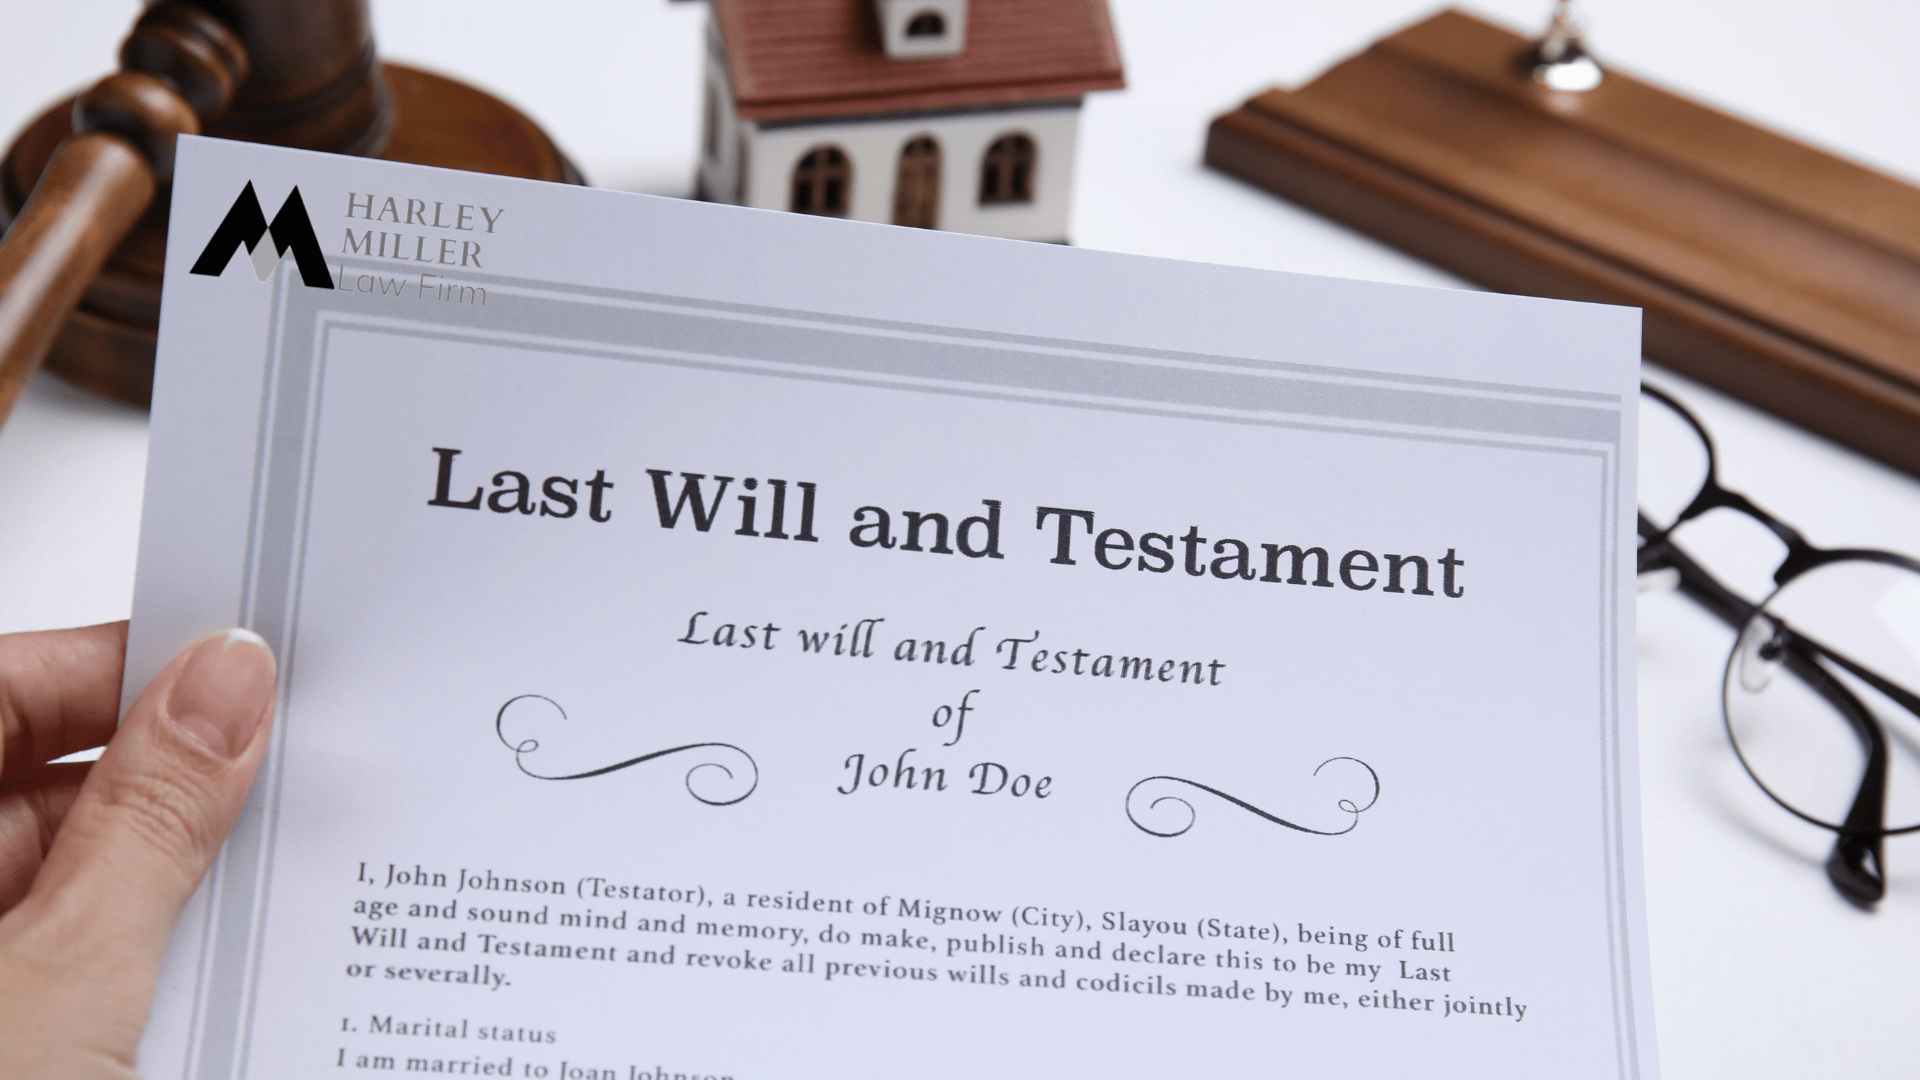 HARLEY
MILLER
Law Firm
Last Will and Testament
Last will and Testament
of
John Doe
I, John Johnson (Testator), a resident of Mignow (City), Slayou (State), being of full
age and sound mind and memory, do make, publish and declare this to be my Last
Will and Testament and revoke all previous wills and codicils made by me, either jointly
or severally.
1. Marital status
I am married to Joan Johnson